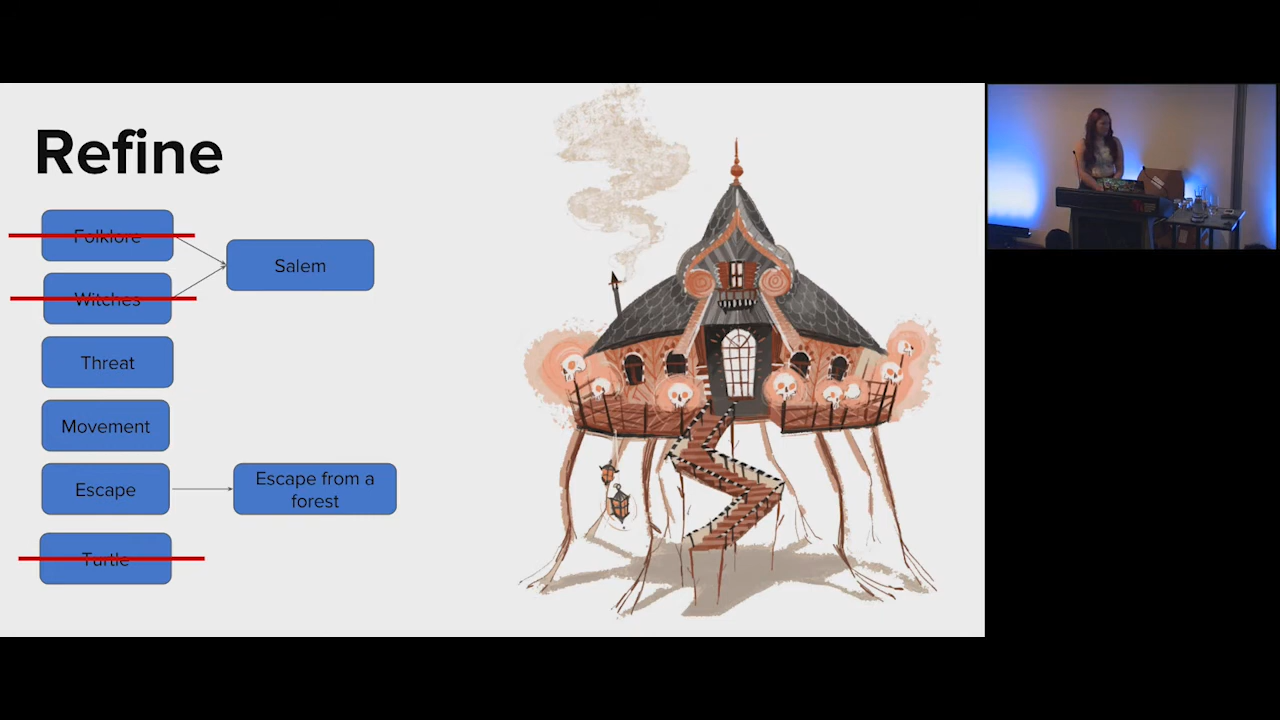 Refine
Folklore
Witches
Salem
Threat
Movement
Escape
Escape from a
forest
Turtle